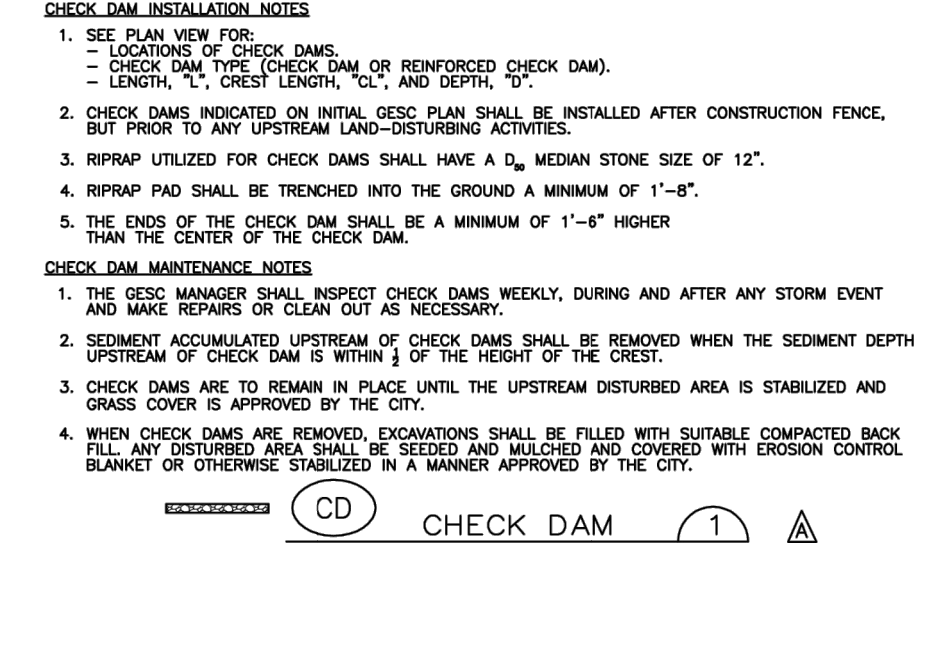 CHECK DAM INSTALLATION NOTES
1. SEE PLAN VIEW FOR:
– LOCATIONS OF CHECK DAMS.
– CHECK DAM TYPE (CHECK DAM OR REINFORCED CHECK DAM).
– LENGTH, "L", CREST LENGTH, "CL", AND DEPTH, "D".
2. CHECK DAMS INDICATED ON INITIAL GESC PLAN SHALL BE INSTALLED AFTER CONSTRUCTION FENCE,
BUT PRIOR TO ANY UPSTREAM LAND–DISTURBING ACTIVITIES.
3. RIPRAP UTILIZED FOR CHECK DAMS SHALL HAVE A D50 MEDIAN STONE SIZE OF 12".
4. RIPRAP PAD SHALL BE TRENCHED INTO THE GROUND A MINIMUM OF 1'–8".
5. THE ENDS OF THE CHECK DAM SHALL BE A MINIMUM OF 1'–6" HIGHER
THAN THE CENTER OF THE CHECK DAM.
CHECK DAM MAINTENANCE NOTES
1. THE GESC MANAGER SHALL INSPECT CHECK DAMS WEEKLY, DURING AND AFTER ANY STORM EVENT
AND MAKE REPAIRS OR CLEAN OUT AS NECESSARY.
2. SEDIMENT ACCUMULATED UPSTREAM OF CHECK DAMS SHALL BE REMOVED WHEN THE SEDIMENT DEPTH
UPSTREAM OF CHECK DAM IS WITHIN ½ OF THE HEIGHT OF THE CREST.
3. CHECK DAMS ARE TO REMAIN IN PLACE UNTIL THE UPSTREAM DISTURBED AREA IS STABILIZED AND
GRASS COVER IS APPROVED BY THE CITY.
4. WHEN CHECK DAMS ARE REMOVED, EXCAVATIONS SHALL BE FILLED WITH SUITABLE COMPACTED BACK
FILL. ANY DISTURBED AREA SHALL BE SEEDED AND MULCHED AND COVERED WITH EROSION CONTROL
BLANKET OR OTHERWISE STABILIZED IN A MANNER APPROVED BY THE CITY.
CD CHECK DAM 1 A